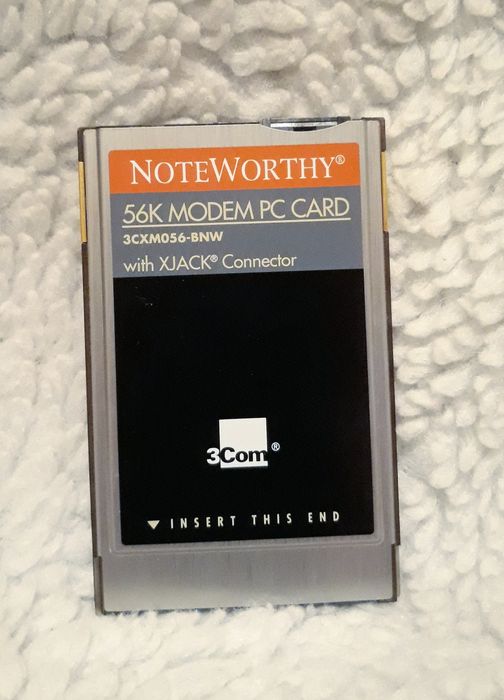 NOTEWORTHY®
56K MODEM PC CARD
3CXM056-BNW
with XJACK® Connector
3Com®
INSERT THIS END